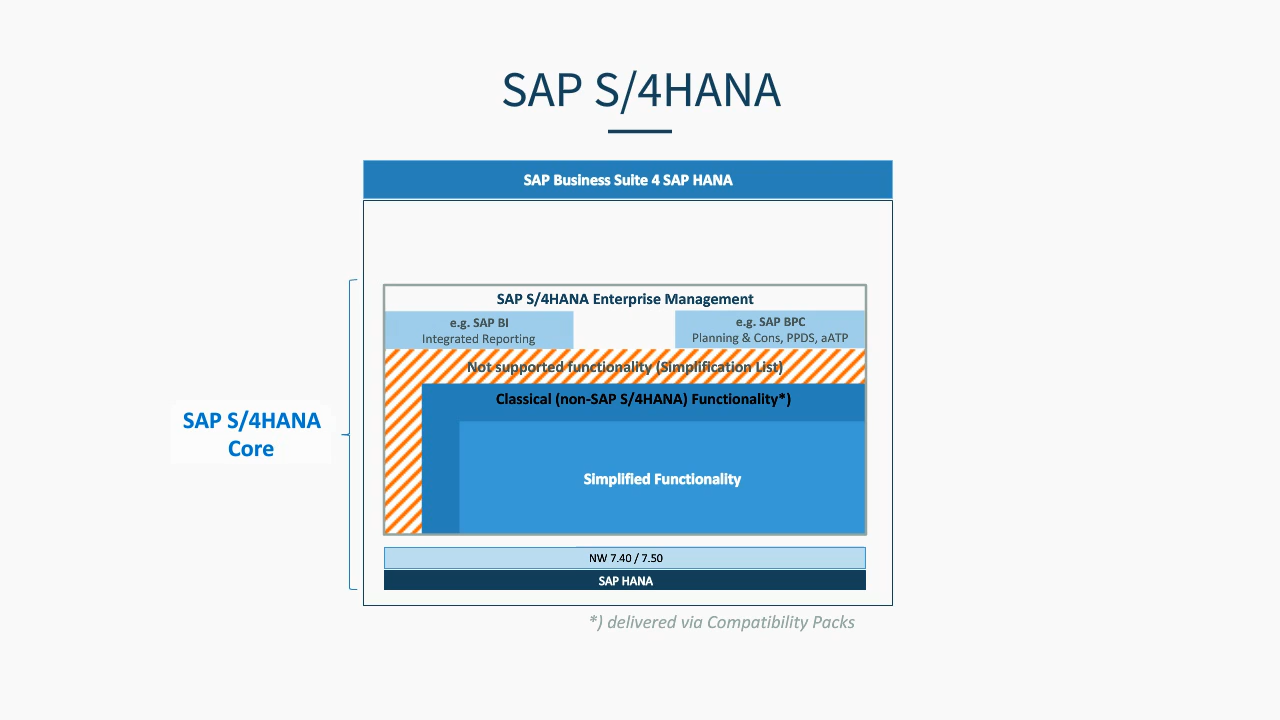 SAP S/4HANA
SAP Business Suite 4 SAP HANA
SAP S/4HANA Enterprise Management
e.g. SAP BI
Integrated Reporting
e.g. SAP BPC
Planning & Cons, PPDS, aATP
Not supported functionality (Simplification List)
Classical (non-SAP S/4HANA) Functionality*)
SAP S/4HANA
Core
Simplified Functionality
NW 7.40 / 7.50
SAP HANA
*) delivered via Compatibility Packs